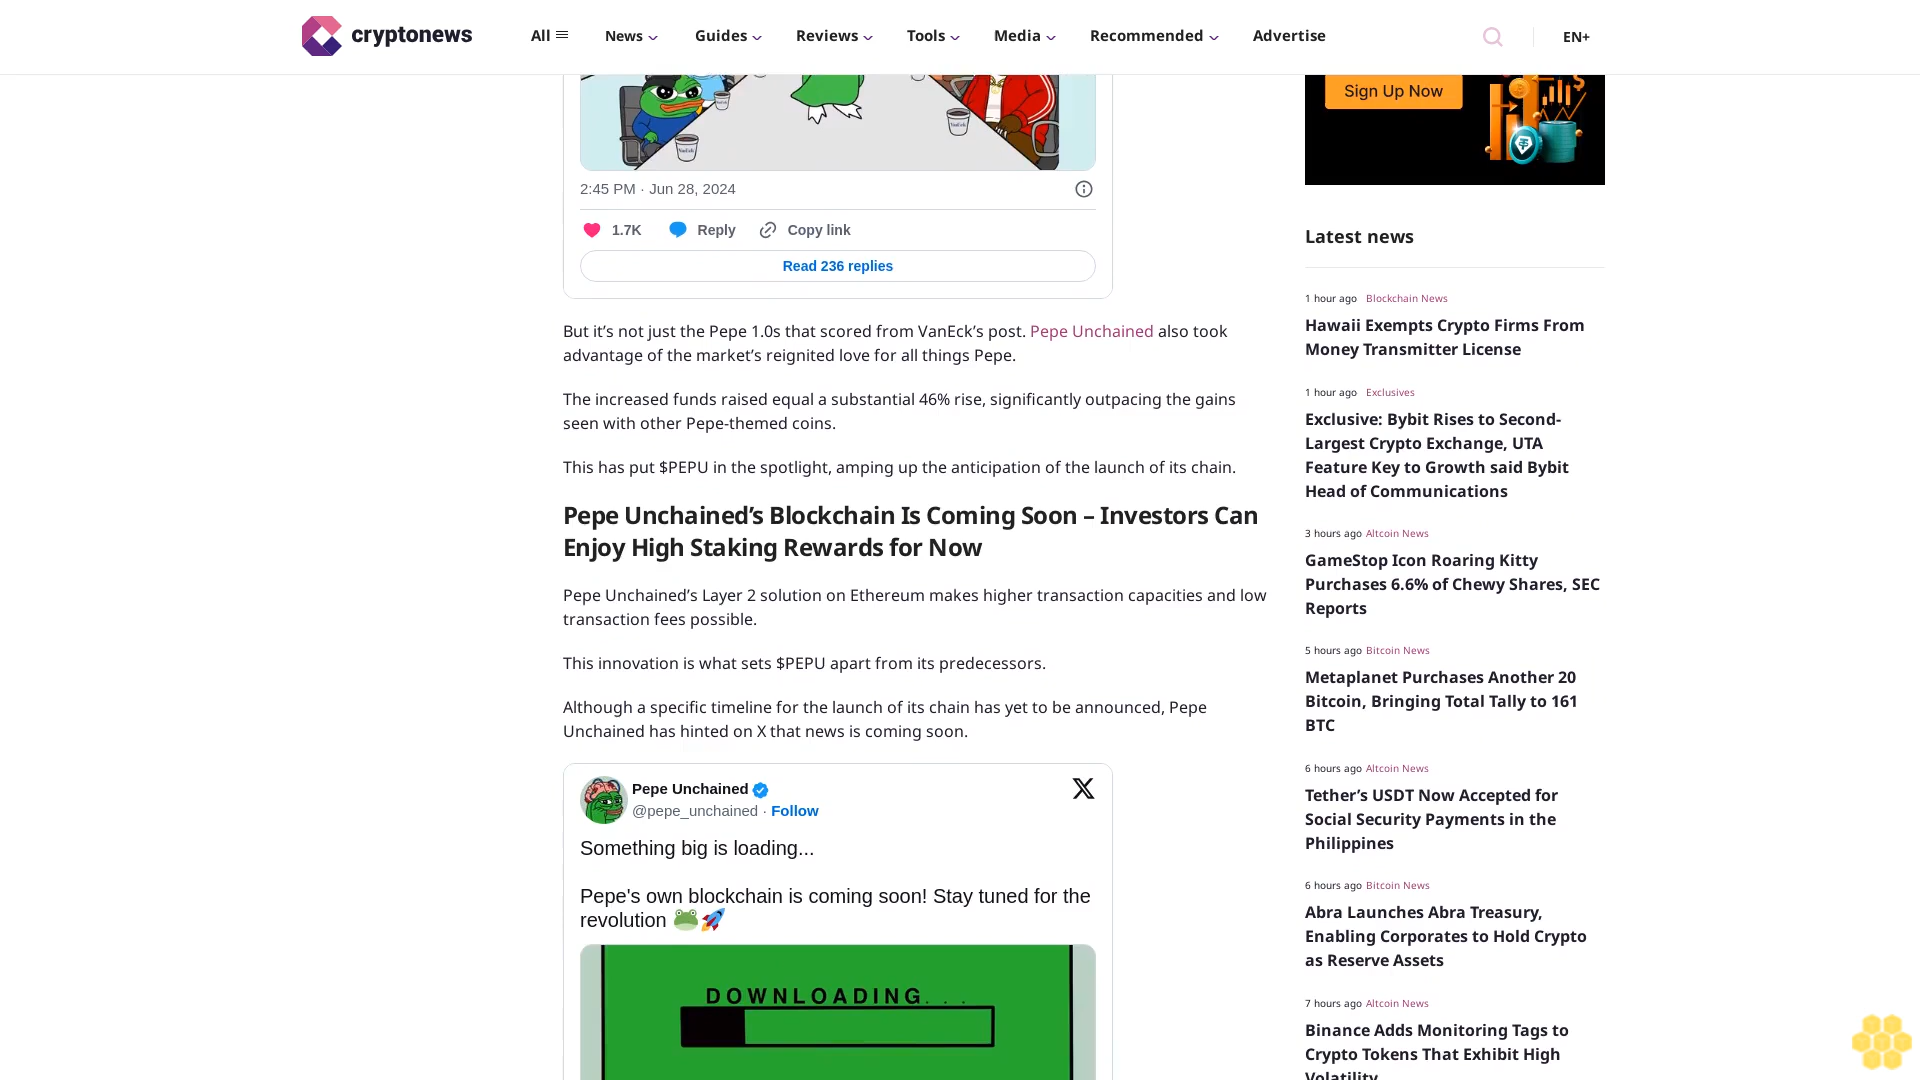 cryptonews
All
News
Guides
Reviews
Tools
Media
Recommended
Advertise
EN+
VanEck
VanEck
2:45 PM · Jun 28, 2024
1.7K
Reply
Copy link
Read 236 replies
But it’s not just the Pepe 1.0s that scored from VanEck’s post. Pepe Unchained also took
advantage of the market’s reignited love for all things Pepe.
The increased funds raised equal a substantial 46% rise, significantly outpacing the gains
seen with other Pepe-themed coins.
This has put $PEPU in the spotlight, amping up the anticipation of the launch of its chain.
Pepe Unchained’s Blockchain Is Coming Soon – Investors Can
Enjoy High Staking Rewards for Now
Pepe Unchained’s Layer 2 solution on Ethereum makes higher transaction capacities and low
transaction fees possible.
This innovation is what sets $PEPU apart from its predecessors.
Although a specific timeline for the launch of its chain has yet to be announced, Pepe
Unchained has hinted on X that news is coming soon.
Pepe Unchained
@pepe_unchained · Follow
Something big is loading...
Pepe's own blockchain is coming soon! Stay tuned for the
revolution 🐸🚀
DOWNLOADING...
Sign Up Now
Latest news
1 hour ago Blockchain News
Hawaii Exempts Crypto Firms From
Money Transmitter License
1 hour ago Exclusives
Exclusive: Bybit Rises to Second-
Largest Crypto Exchange, UTA
Feature Key to Growth said Bybit
Head of Communications
3 hours ago Altcoin News
GameStop Icon Roaring Kitty
Purchases 6.6% of Chewy Shares, SEC
Reports
5 hours ago Bitcoin News
Metaplanet Purchases Another 20
Bitcoin, Bringing Total Tally to 161
BTC
6 hours ago Altcoin News
Tether’s USDT Now Accepted for
Social Security Payments in the
Philippines
6 hours ago Bitcoin News
Abra Launches Abra Treasury,
Enabling Corporates to Hold Crypto
as Reserve Assets
7 hours ago Altcoin News
Binance Adds Monitoring Tags to
Crypto Tokens That Exhibit High
Volatility